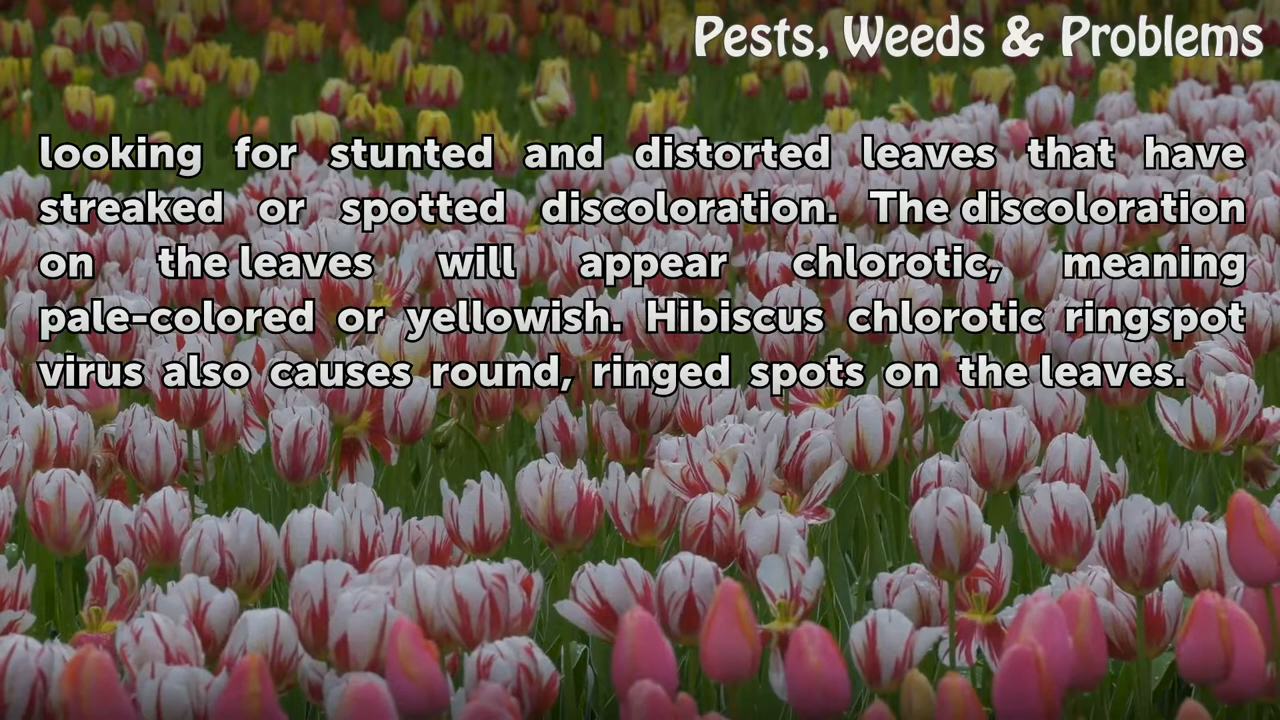 Pests, Weeds & Problems
looking for stunted and distorted leaves that have
streaked or spotted discoloration. The discoloration
on the leaves will appear chlorotic, meaning
pale-colored or yellowish. Hibiscus chlorotic ringspot
virus also causes round, ringed spots on the leaves.